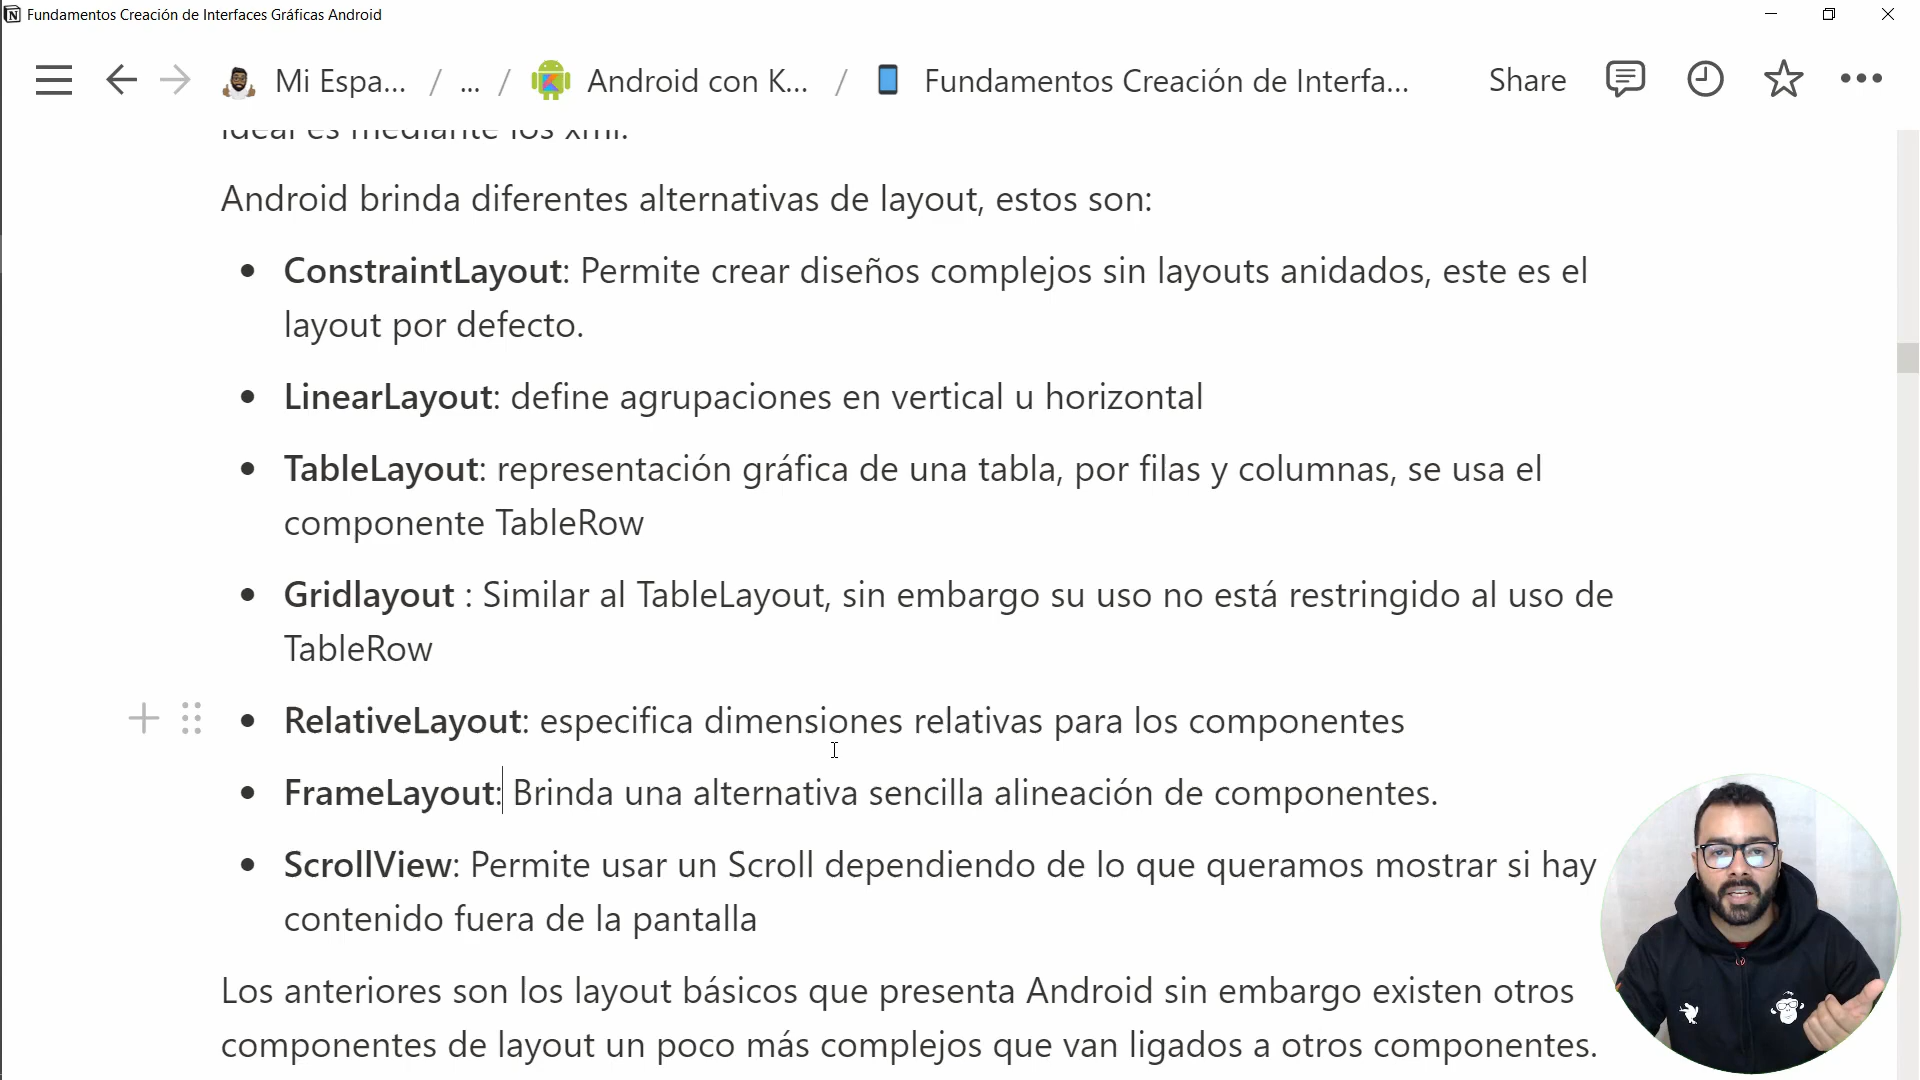 Fundamentos Creación de Interfaces Gráficas Android
Mi Espa... / ... / Android con K... / Fundamentos Creación de Interfa... Share
ideal es mediante los xml.
Android brinda diferentes alternativas de layout, estos son:
• ConstraintLayout: Permite crear diseños complejos sin layouts anidados, este es el
layout por defecto.
• LinearLayout: define agrupaciones en vertical u horizontal
• TableLayout: representación gráfica de una tabla, por filas y columnas, se usa el
componente TableRow
• Gridlayout : Similar al TableLayout, sin embargo su uso no está restringido al uso de
TableRow
• RelativeLayout: especifica dimensiones relativas para los componentes
• FrameLayout: Brinda una alternativa sencilla alineación de componentes.
• ScrollView: Permite usar un Scroll dependiendo de lo que queramos mostrar si hay
contenido fuera de la pantalla
Los anteriores son los layout básicos que presenta Android sin embargo existen otros
componentes de layout un poco más complejos que van ligados a otros componentes.